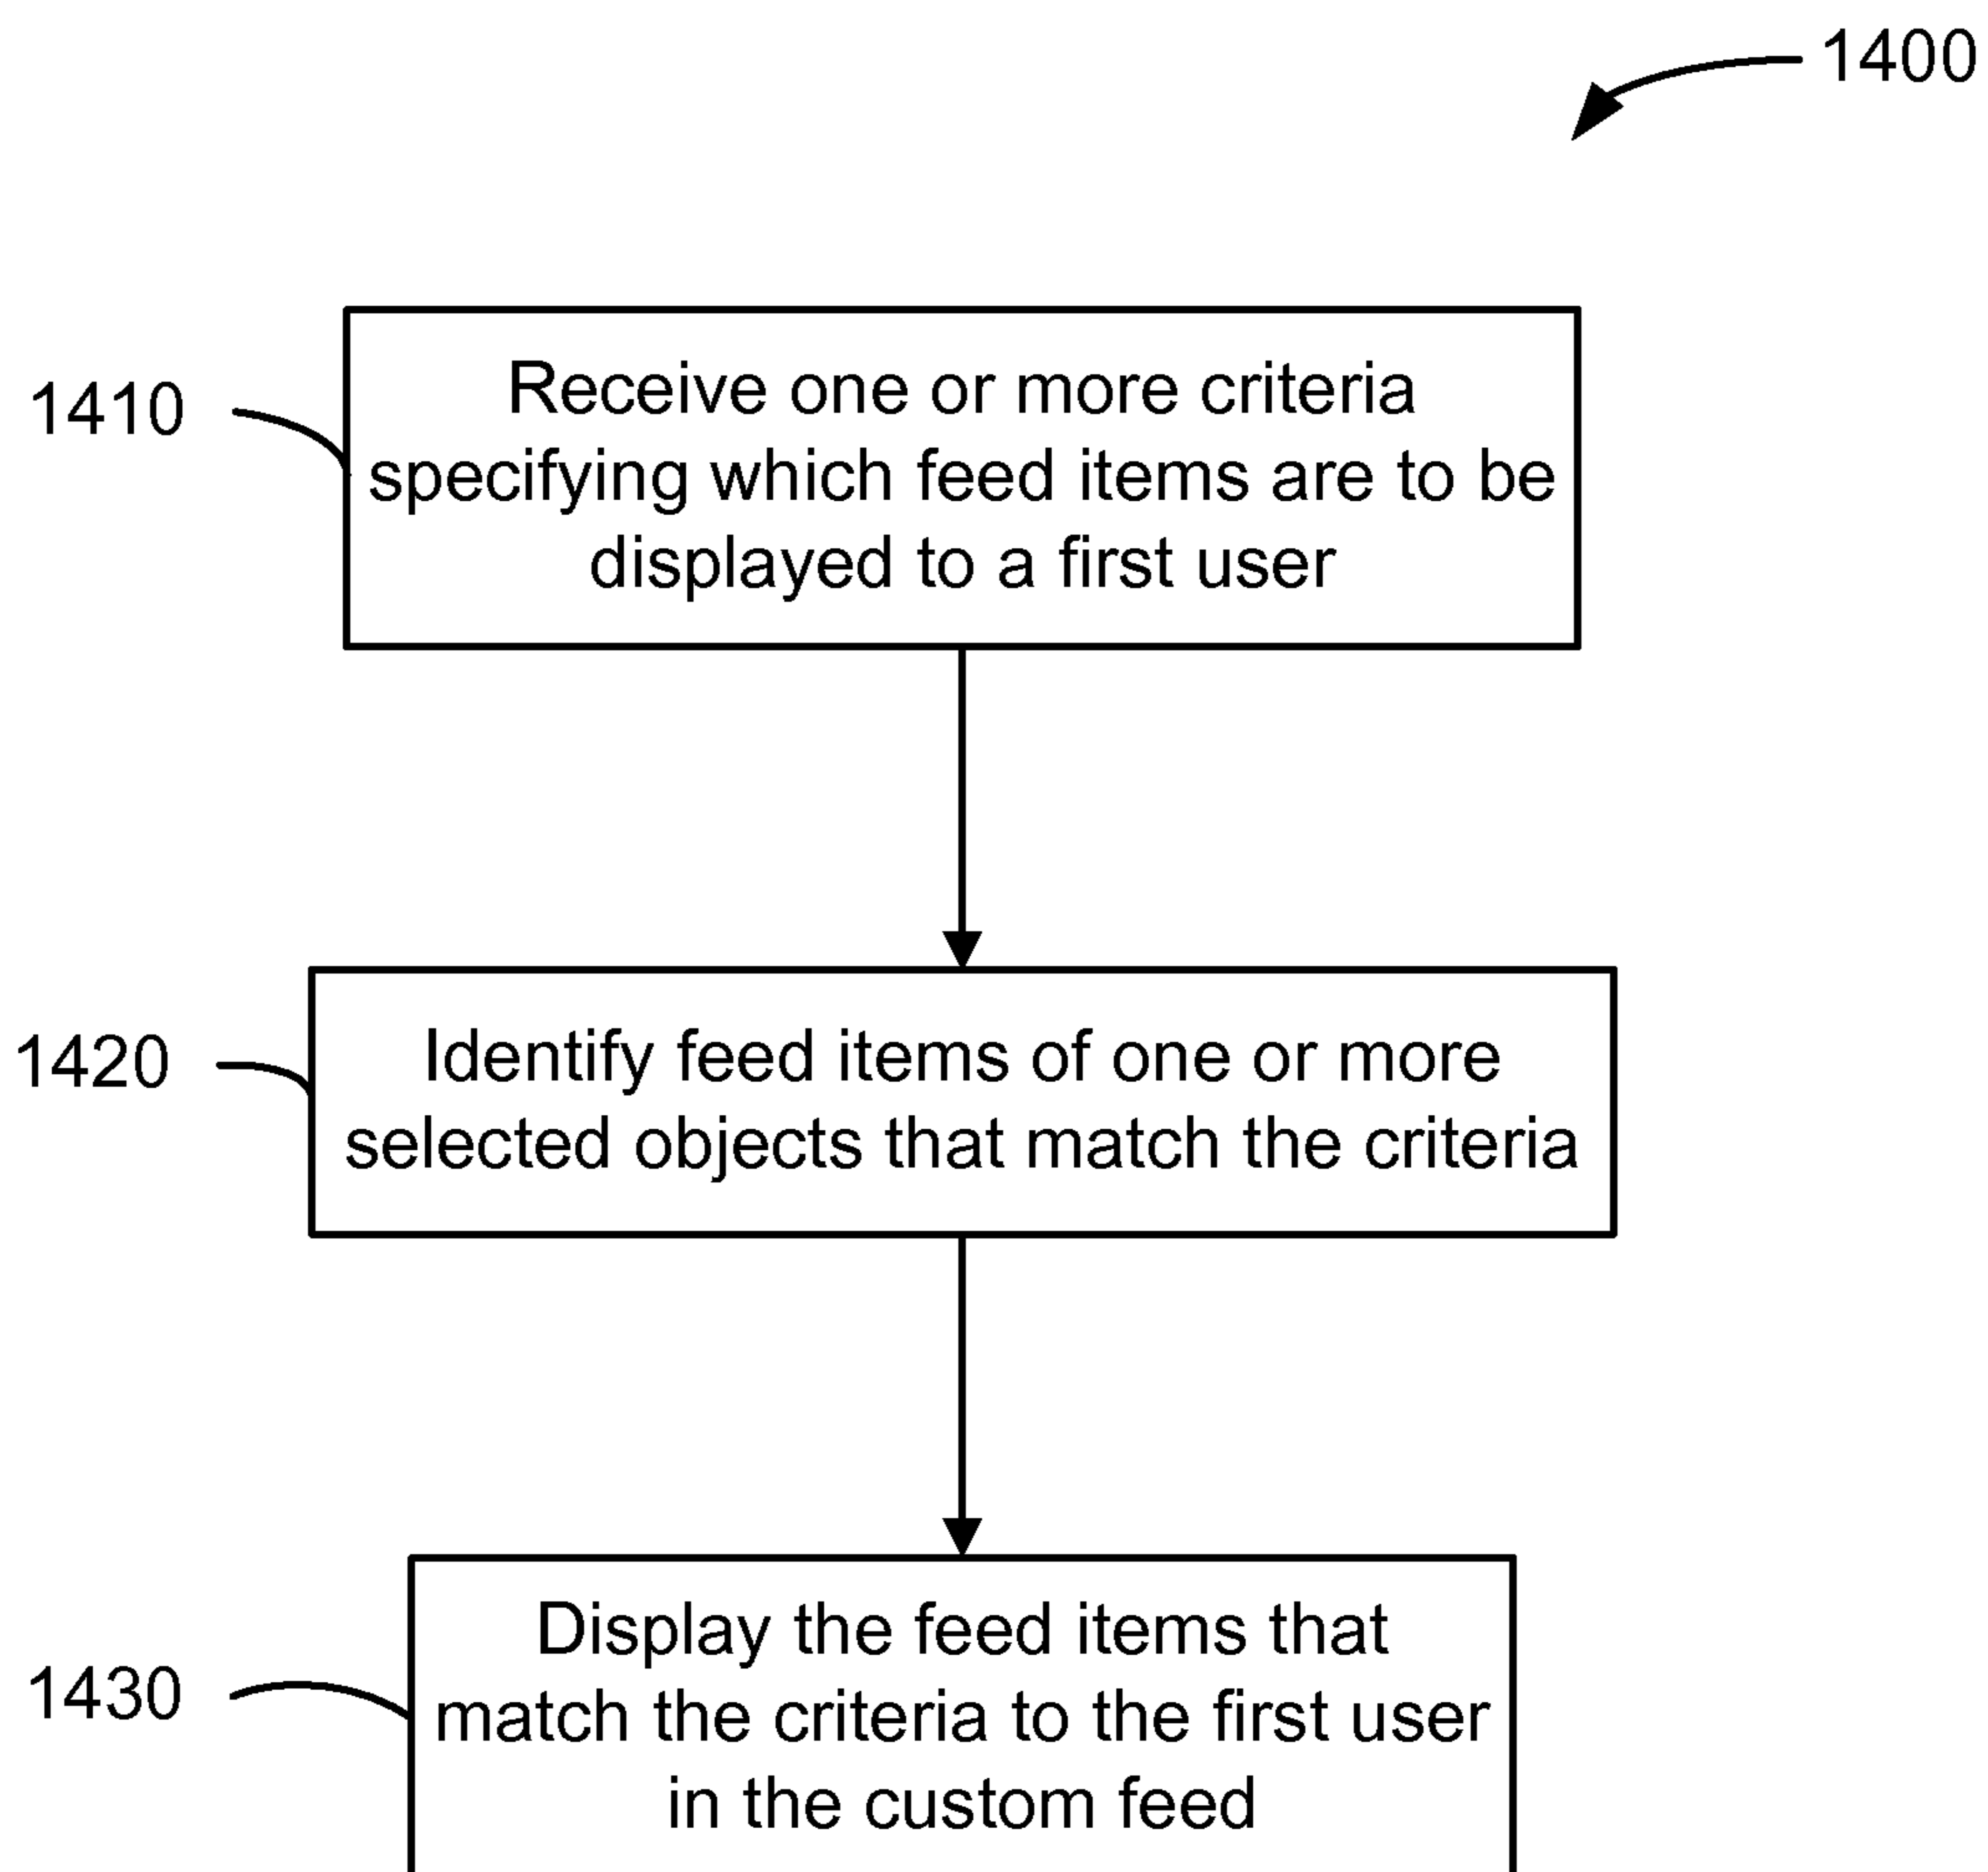 1400
1410
Receive one or more criteria
specifying which feed items are to be
displayed to a first user
1420
Identify feed items of one or more
selected objects that match the criteria
1430
Display the feed items that
match the criteria to the first user
in the custom feed